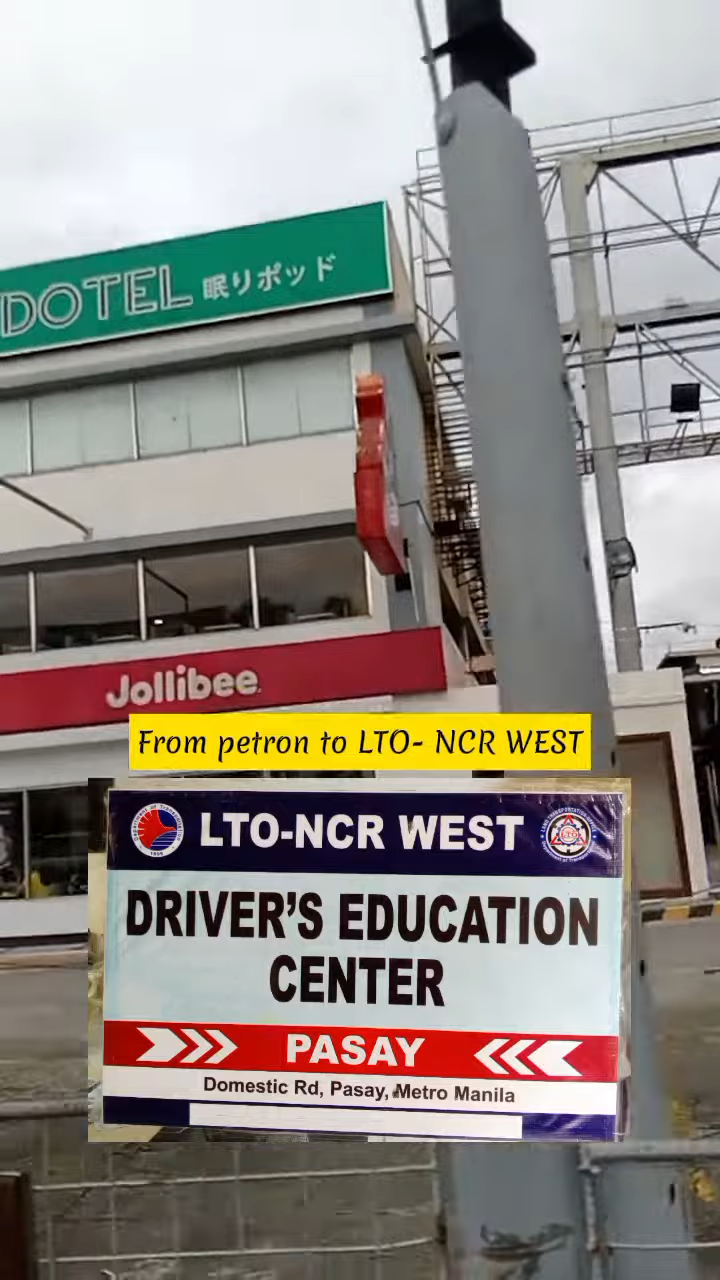 DOTEL 眠りポッド
Jollibee
From petron to LTO- NCR WEST
LTO-NCR WEST
DRIVER'S EDUCATION
CENTER
PASAY
Domestic Rd, Pasay, Metro Manila